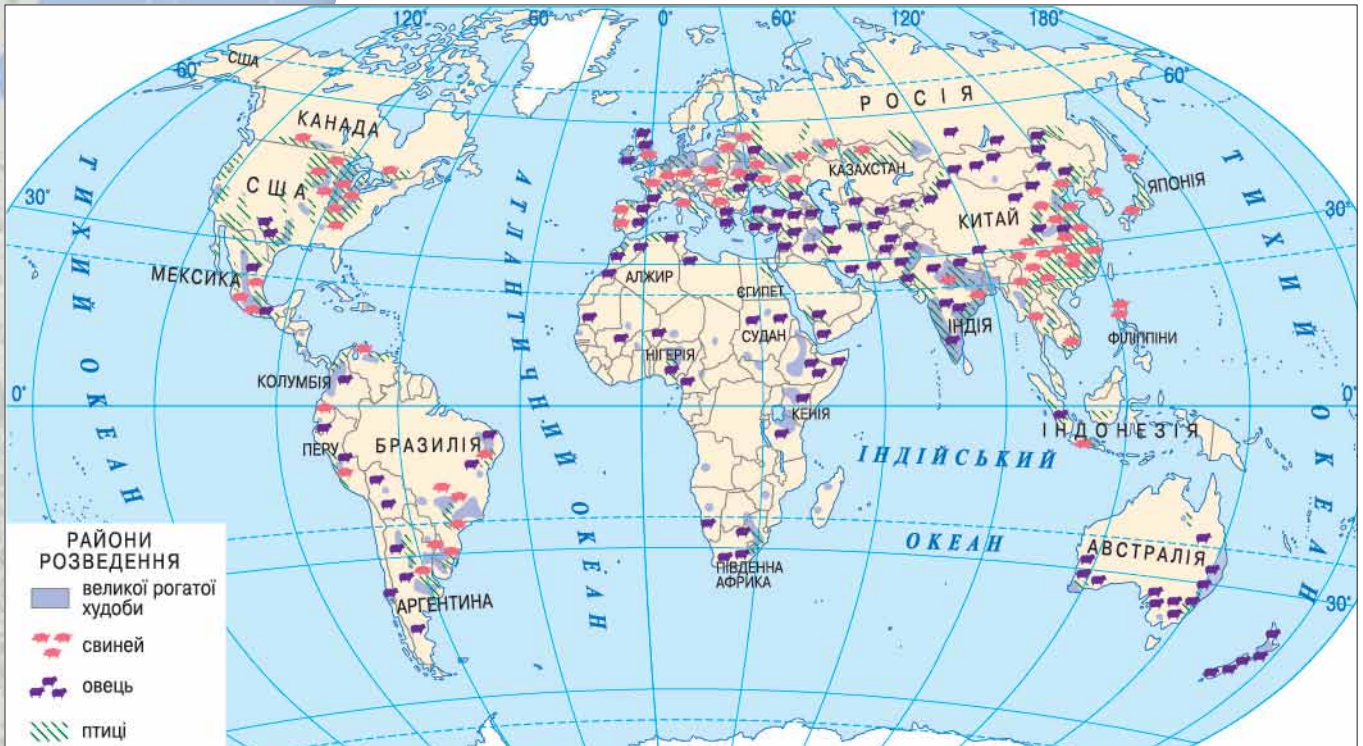 120°
60°
0°
60°
120°
180°
60°
60°
30°
30°
0°
0°
30°
США
КАНАДА
США
МЕКСИКА
КОЛУМБІЯ
ПЕРУ
БРАЗИЛІЯ
АРГЕНТИНА
РОСІЯ
КАЗАХСТАН
КИТАЙ
ЯПОНІЯ
АЛЖИР
ЄГИПЕТ
СУДАН
НІГЕРІЯ
КЕНІЯ
ІНДІЯ
ФІЛІППІНИ
ІНДОНЕЗІЯ
ПІВДЕННА
АФРИКА
АВСТРАЛІЯ
ТИХИЙ ОКЕАН
АТЛАНТИЧНИЙ ОКЕАН
ІНДІЙСЬКИЙ
ОКЕАН
ТИХИЙ ОКЕАН
РАЙОНИ
РОЗВЕДЕННЯ
великої рогатої
худоби
свиней
овець
птиці